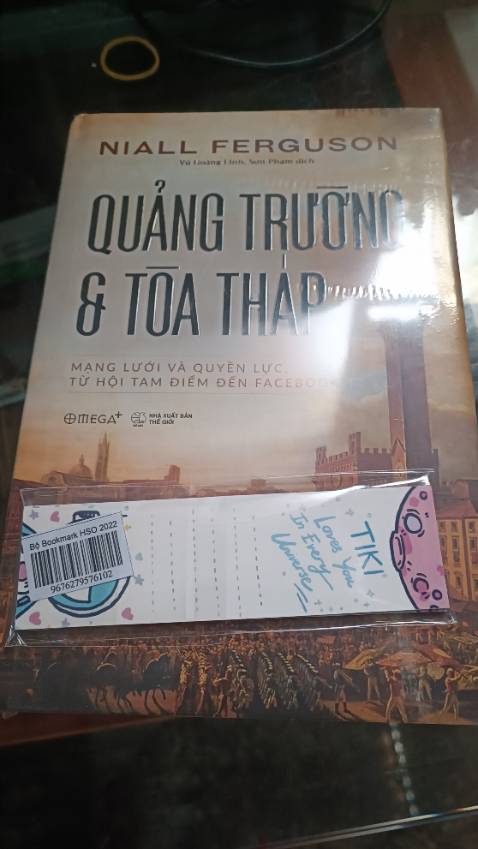 NIALL FERGUSON
Vũ Hoàng Linh, Sơn Phạm dịch
QUẢNG TRƯỜNG
& TÒA THÁP
MẠNG LƯỚI VÀ QUYỀN LỰC,
TỪ HỘI TAM ĐIỂM ĐẾN FACEBOOK
OMEGA+
NHÀ XUẤT BẢN
THẾ GIỚI
Bộ Bookmark HSO 2022
9676279576102
"TIKI
Loves You
In Every
Universe"